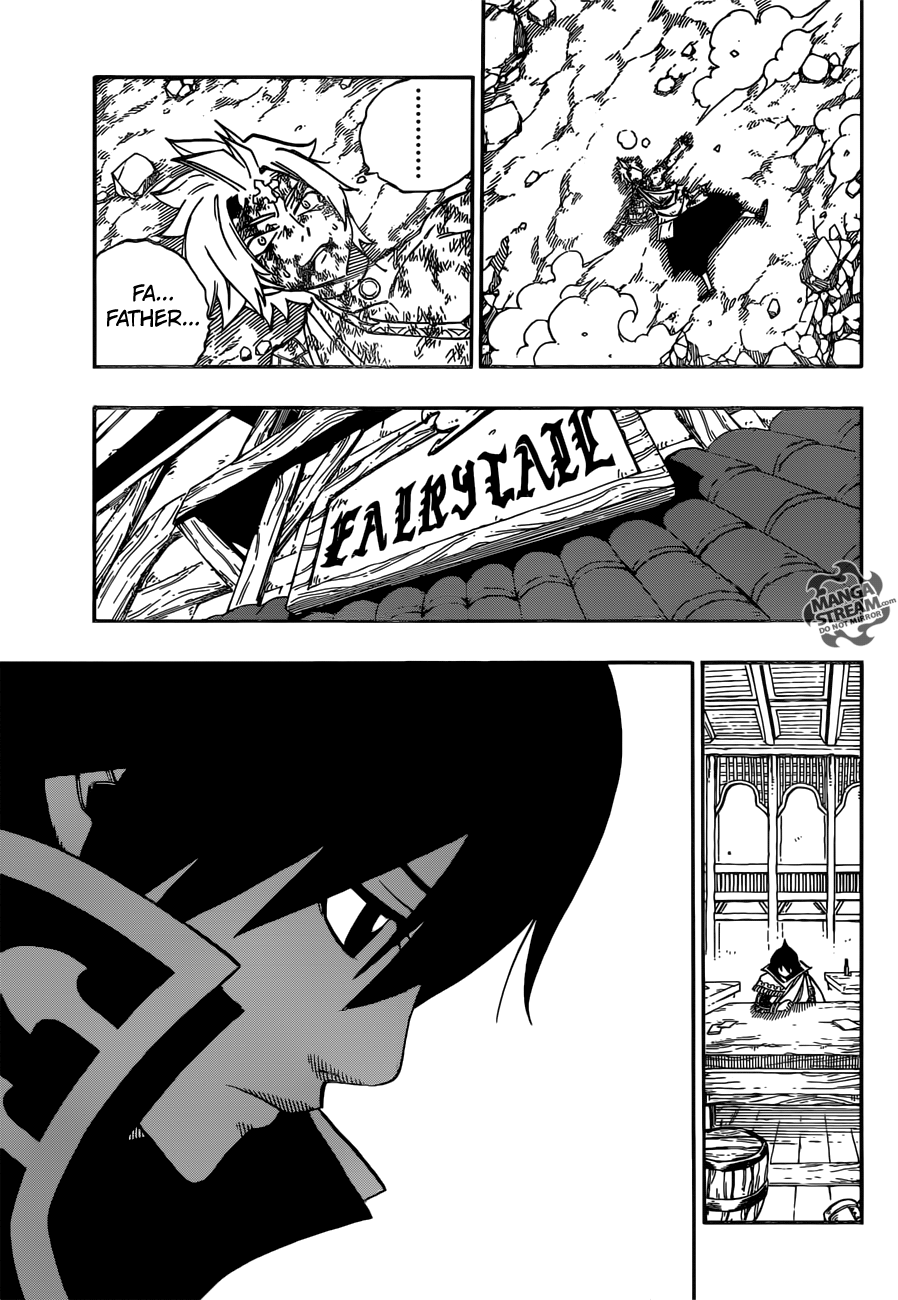 .........
FA...
FATHER...
FAIRYTAIL
MANGA
STREAM.com
DO NOT MIRROR